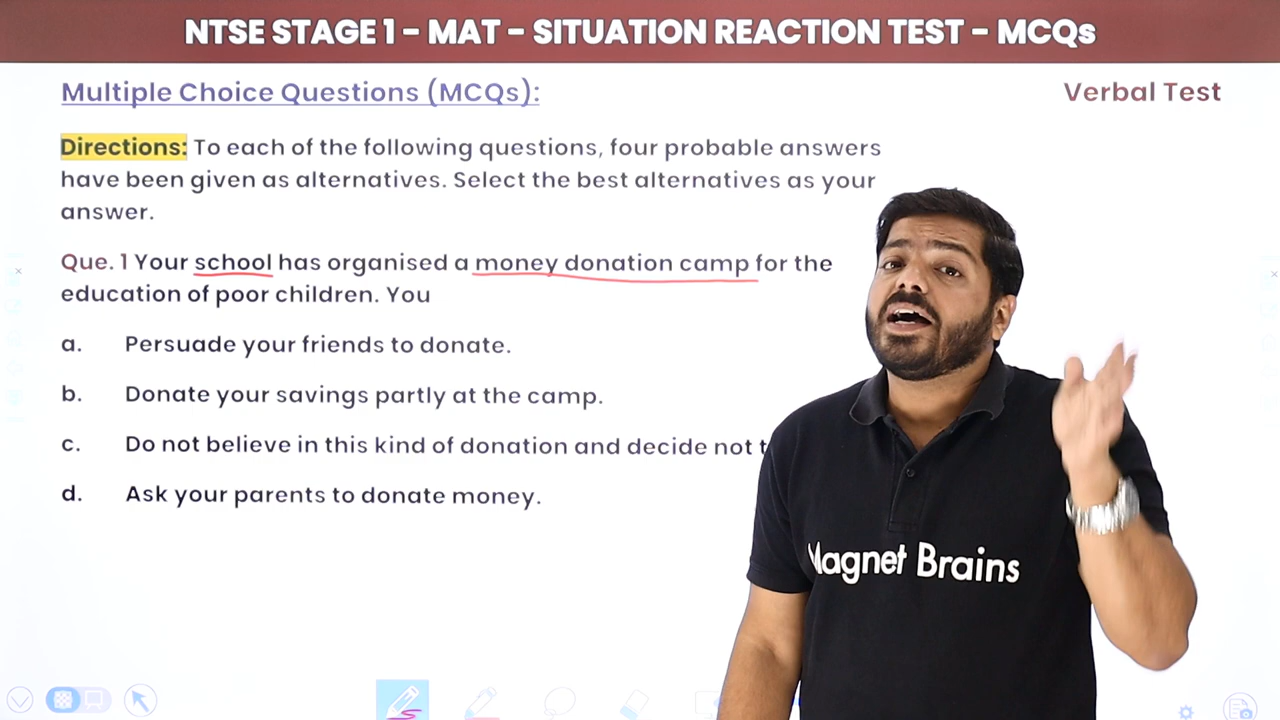 NTSE STAGE 1 – MAT – SITUATION REACTION TEST – MCQs
Multiple Choice Questions (MCQs):
Verbal Test
Directions: To each of the following questions, four probable answers
have been given as alternatives. Select the best alternatives as your
answer.
Que. 1 Your school has organised a money donation camp for the
education of poor children. You
a. Persuade your friends to donate.
b. Donate your savings partly at the camp.
c. Do not believe in this kind of donation and decide not
d. Ask your parents to donate money.
Magnet Brains